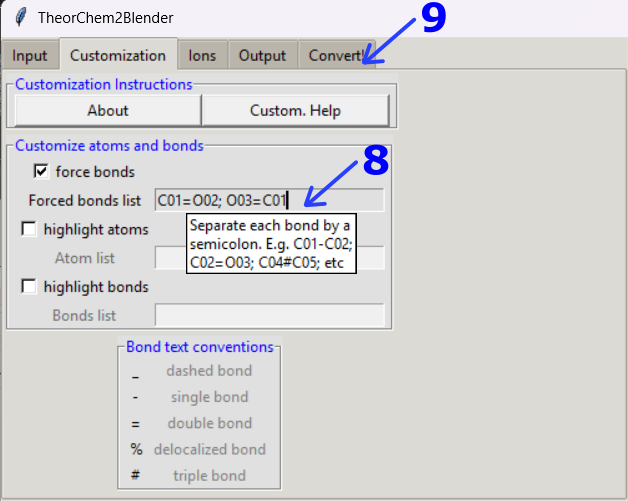 TheorChem2Blender
9
Input Customization Ions Output Convert!
Customization Instructions
About Custom. Help
Customize atoms and bonds
8
force bonds
Forced bonds list C01=O02; O03=C01
highlight atoms
Separate each bond by a
semicolon. E.g. C01-C02;
C02=O03; C04#C05; etc
Atom list
highlight bonds
Bonds list
Bond text conventions
_ dashed bond
- single bond
= double bond
% delocalized bond
# triple bond